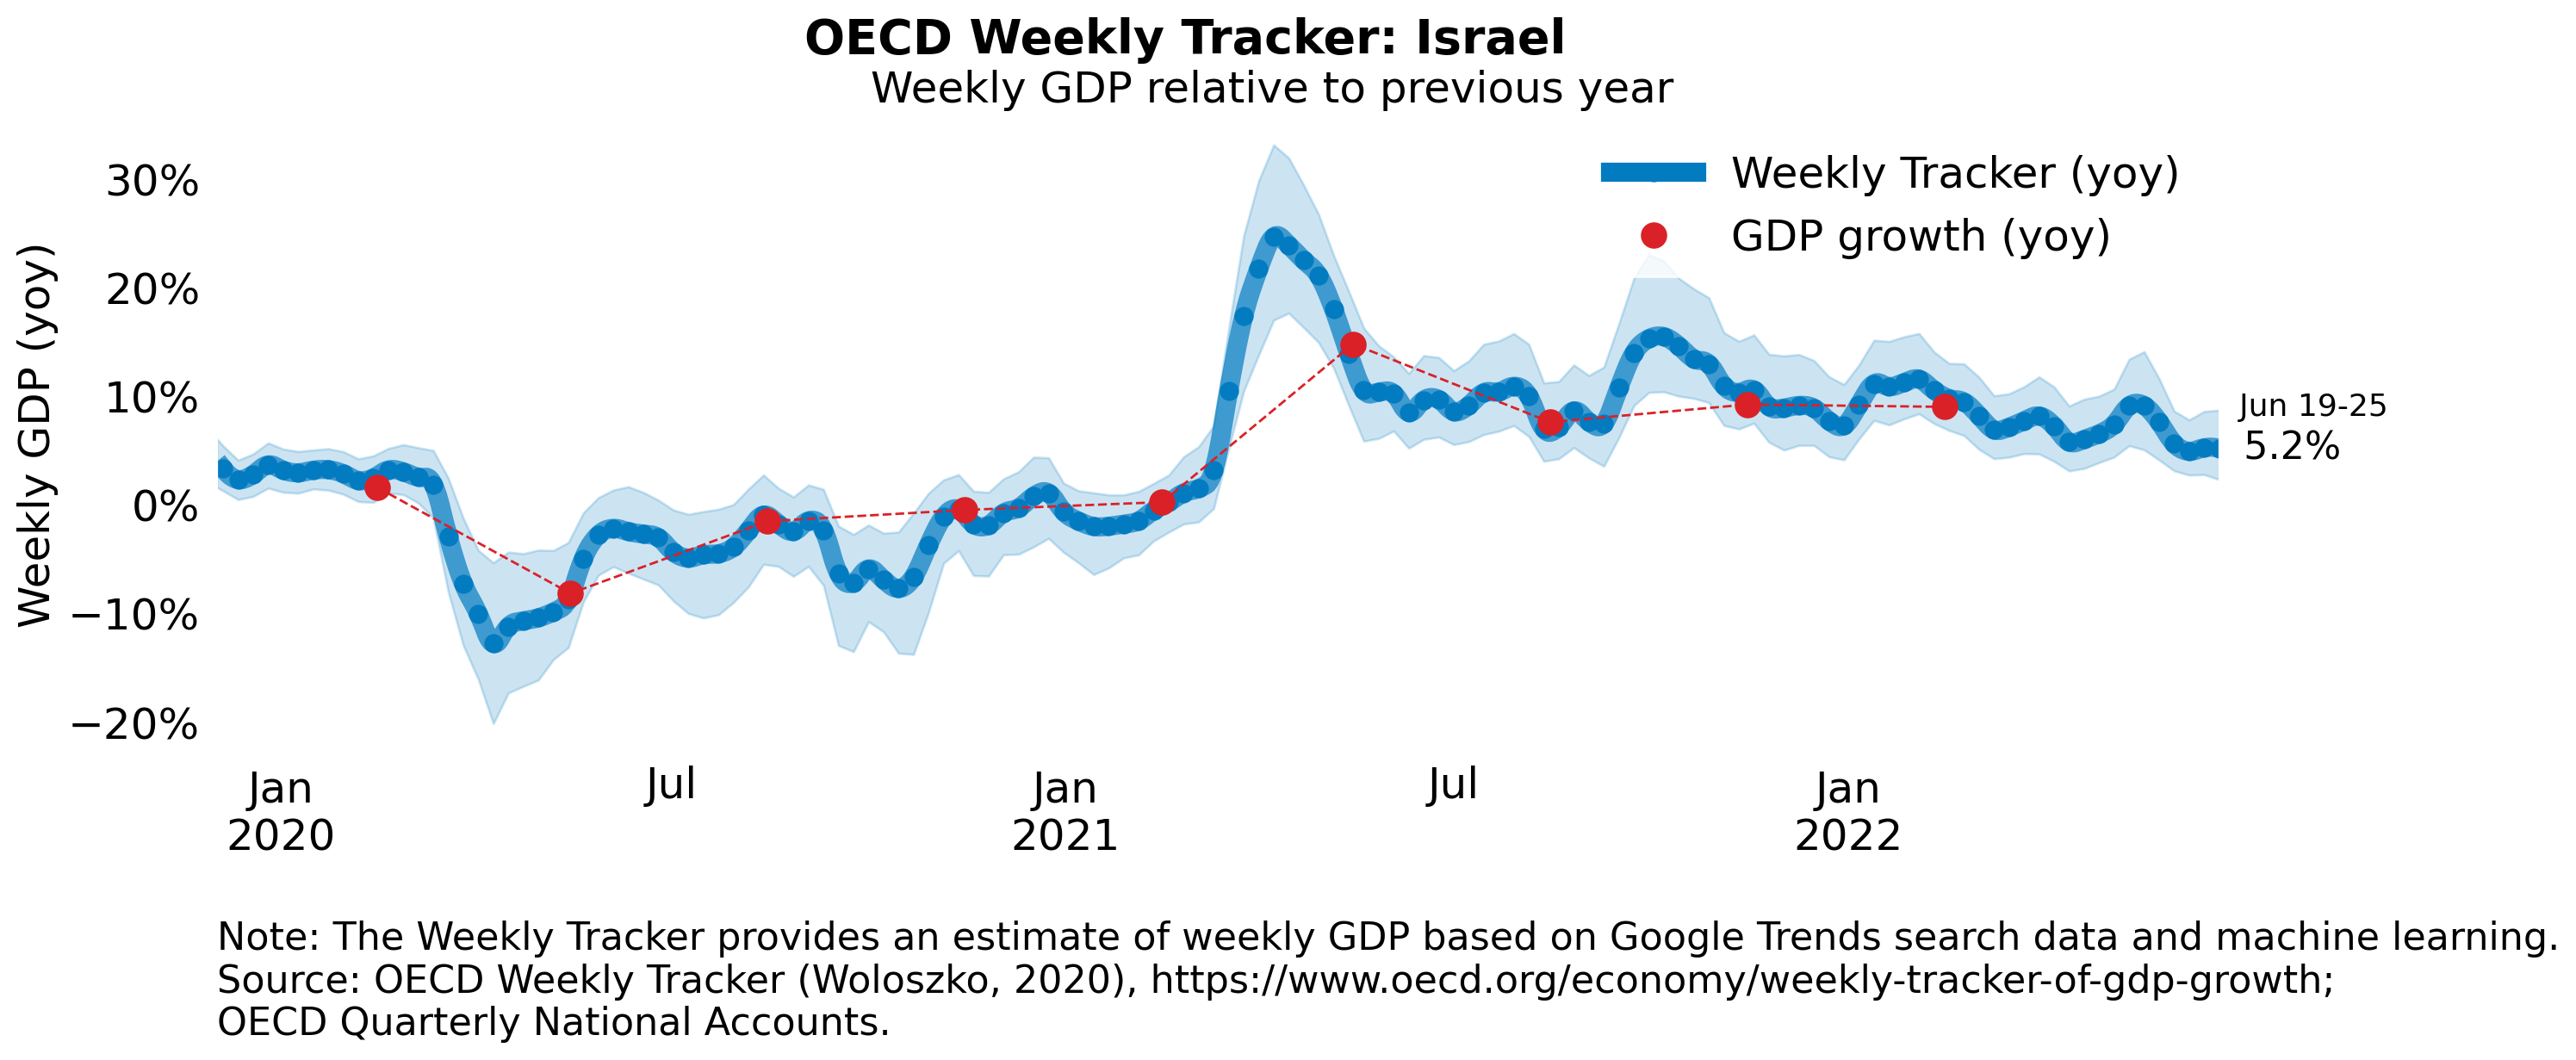 OECD Weekly Tracker: Israel
Weekly GDP relative to previous year
Weekly GDP (yoy)
30%
20%
10%
0%
−10%
−20%
Weekly Tracker (yoy)
GDP growth (yoy)
Jun 19-25
5.2%
Jan
2020
Jul
Jan
2021
Jul
Jan
2022
Note: The Weekly Tracker provides an estimate of weekly GDP based on Google Trends search data and machine learning.
Source: OECD Weekly Tracker (Woloszko, 2020), https://www.oecd.org/economy/weekly-tracker-of-gdp-growth;
OECD Quarterly National Accounts.